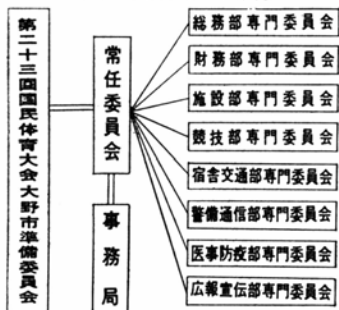 第二十三回国民体育大会大野市準備委員会
常任委員会
事務局
総務部専門委員会
財務部専門委員会
施設部専門委員会
競技部専門委員会
宿舎交通部専門委員会
警備通信部専門委員会
医事防疫部専門委員会
広報宣伝部専門委員会